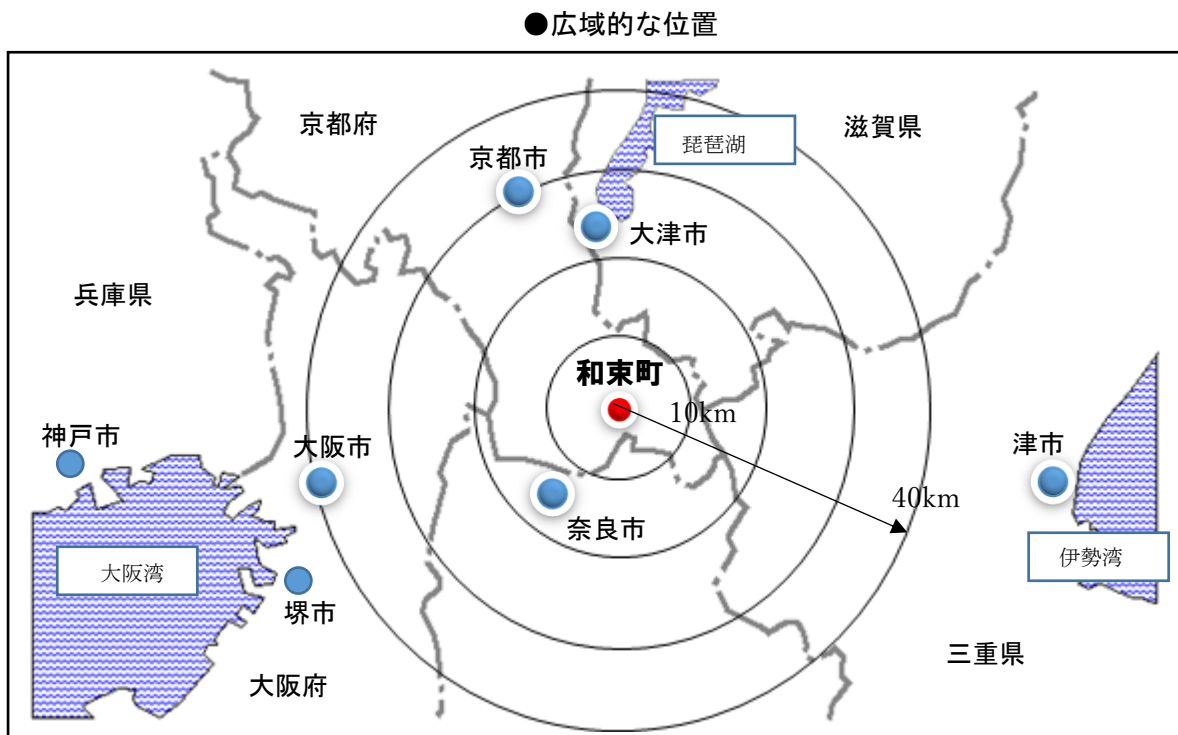 ●広域的な位置
京都府
滋賀県
琵琶湖
京都市
大津市
兵庫県
和束町
10km
神戸市
大阪市
津市
40km
奈良市
大阪湾
伊勢湾
堺市
三重県
大阪府